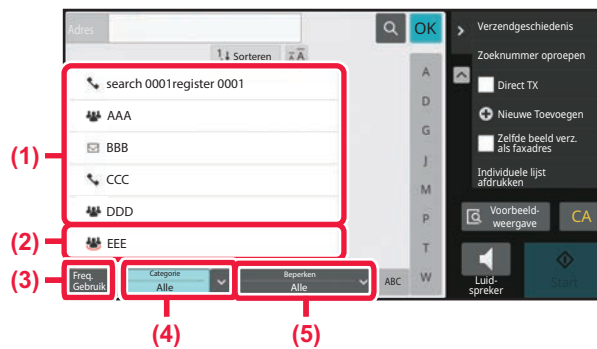 Adres
OK
Sorteren
A
search 0001register 0001
AAA
BBB
CCC
DDD
EEE
(1)
(2)
(3)
Freq.
Gebruik
Categorie
Alle
Beperken
Alle
ABC
A
D
G
J
M
P
T
W
(4)
(5)
Verzendgeschiedenis
Zoeknummer oproepen
Direct TX
Nieuwe Toevoegen
Zelfde beeld verz.
als faxadres
Individuele lijst
afdrukken
Voorbeeld-
weergave
CA
Luid-
spreker
Start